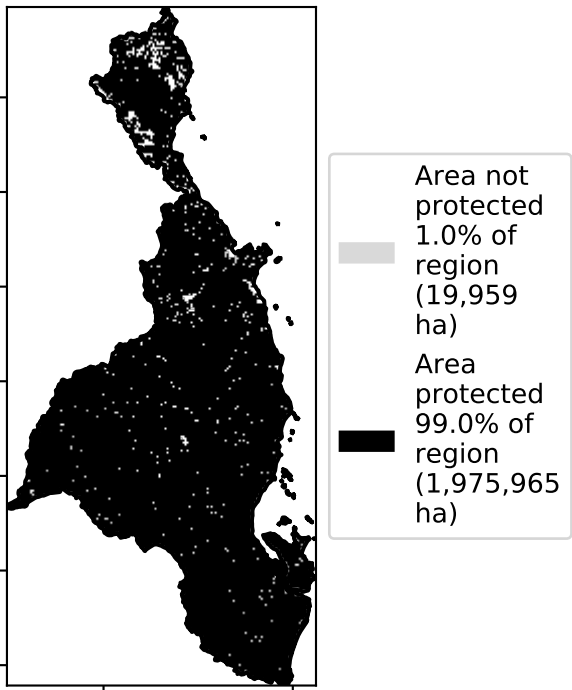 Area not
protected
1.0% of
region
(19,959
ha)
Area
protected
99.0% of
region
(1,975,965
ha)